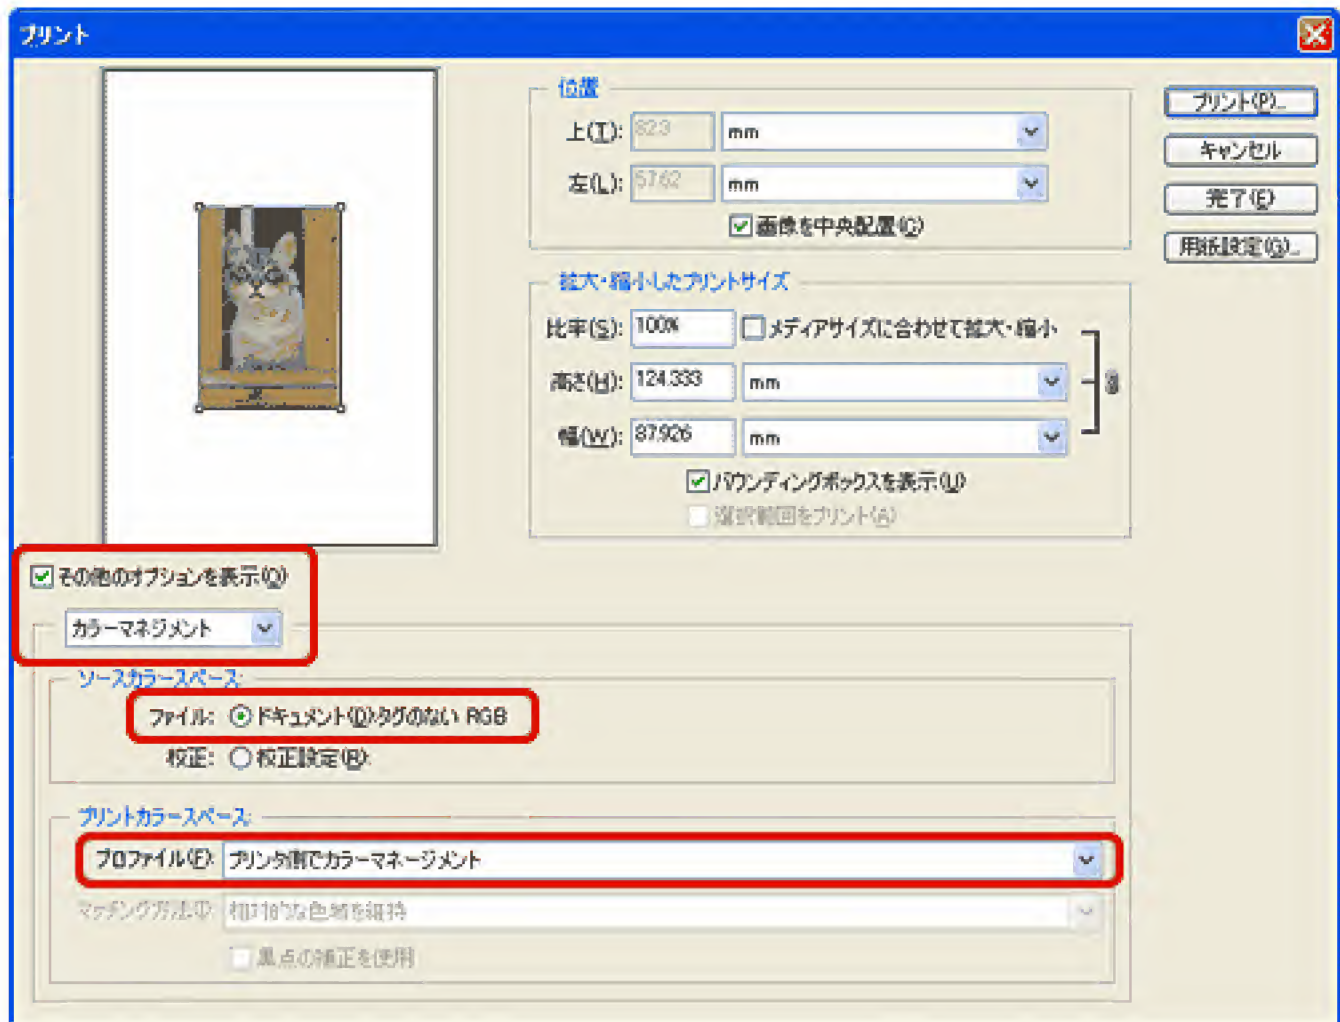 プリント
位置
上(T): 82.3 mm
左(L): 57.62 mm
画像を中央配置(C)
拡大・縮小したプリントサイズ
比率(S): 100% メディアサイズに合わせて拡大・縮小
高さ(H): 124.333 mm
幅(W): 87.926 mm
バウンディングボックスを表示(U)
選択範囲をプリント(A)
プリント(P)...
キャンセル
完了(E)
用紙設定(G)...
その他のオプションを表示(O)
カラーマネジメント
ソースカラースペース:
ファイル: ドキュメント(D):タグのない RGB
校正: 校正設定(R):
プリントカラースペース:
プロファイル(F): プリンタ側でカラーマネージメント
マッチング方法(I): 相対的な色域を維持
黒点の補正を使用